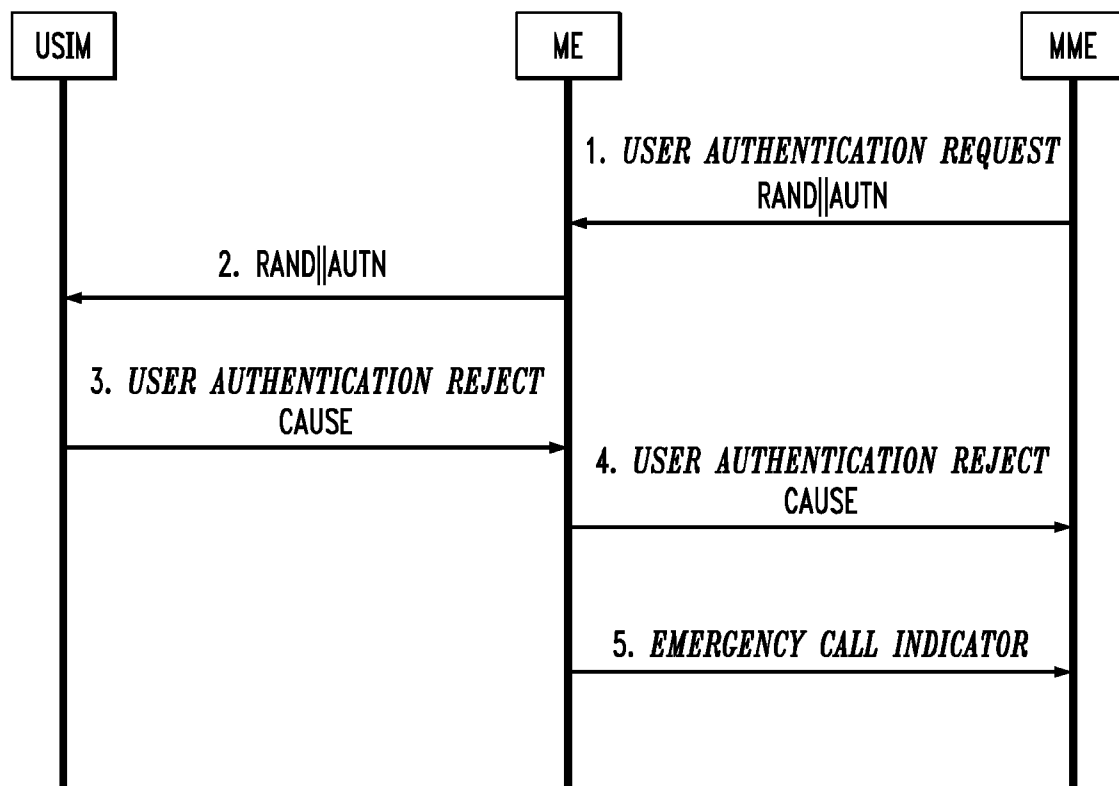 USIM
ME
MME
1. USER AUTHENTICATION REQUEST
RAND||AUTN
2. RAND||AUTN
3. USER AUTHENTICATION REJECT
CAUSE
4. USER AUTHENTICATION REJECT
CAUSE
5. EMERGENCY CALL INDICATOR